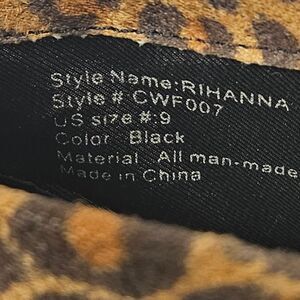 Style Name:RIHANNA
Style # CWF007
US size #:9
Color: Black
Material: All man-made
Made in China